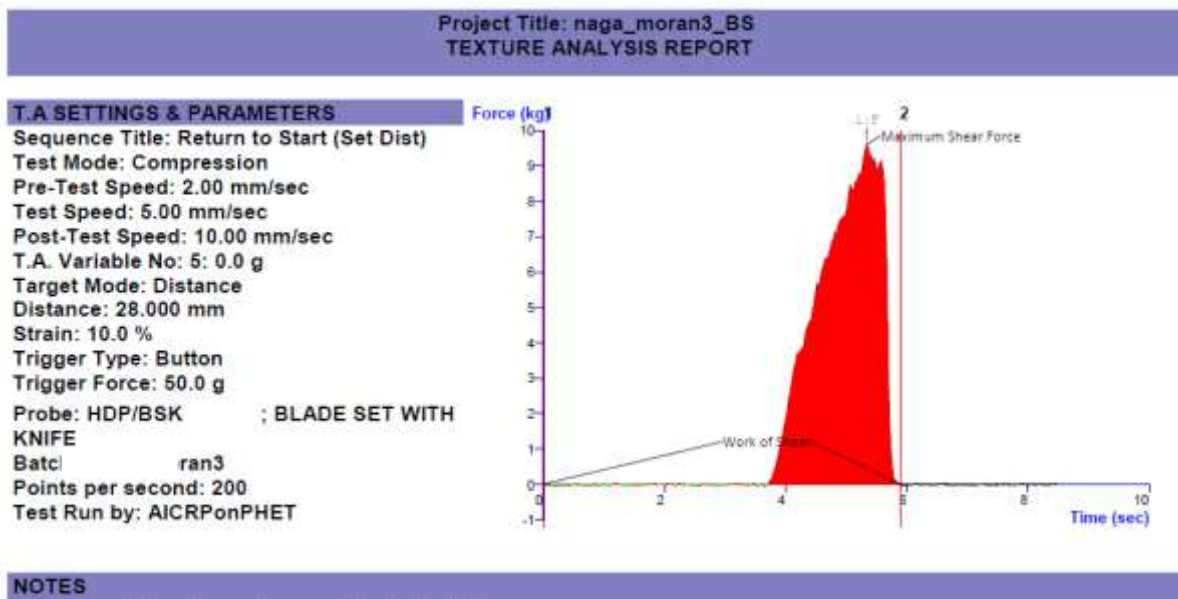 Project Title: naga_moran3_BS
TEXTURE ANALYSIS REPORT
T.A SETTINGS & PARAMETERS
Sequence Title: Return to Start (Set Dist)
Test Mode: Compression
Pre-Test Speed: 2.00 mm/sec
Test Speed: 5.00 mm/sec
Post-Test Speed: 10.00 mm/sec
T.A. Variable No: 5: 0.0 g
Target Mode: Distance
Distance: 28.000 mm
Strain: 10.0 %
Trigger Type: Button
Trigger Force: 50.0 g
Probe: HDP/BSK ; BLADE SET WITH
KNIFE
Batc ran3
Points per second: 200
Test Run by: AICRPonPHET
Force (kg)
1
2
Maximum Shear Force
10
9
8
7
6
5
4
3
2
1
0
-1
Work of Shear
0 2 4 6 8 10
Time (sec)
NOTES